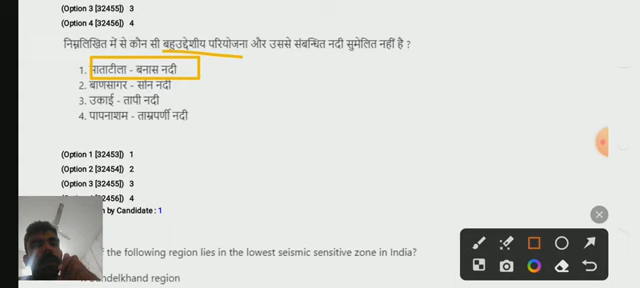 (Option 3 [32455]) 3
(Option 4 [32456]) 4
निम्नलिखित में से कौन सी बहुउद्देशीय परियोजना और उससे संबन्धित नदी सुमेलित नहीं है ?
1. माताटीला - बनास नदी
2. बाणसागर - सोन नदी
3. उकाई - तापी नदी
4. पापनाशम - ताम्रपर्णी नदी
(Option 1 [32453]) 1
(Option 2 [32454]) 2
(Option 3 [32455]) 3
32456]) 4
n by Candidate : 1
f the following region lies in the lowest seismic sensitive zone in India?
ndelkhand region